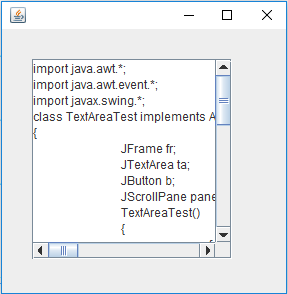 import java.awt.*;
import java.awt.event.*;
import javax.swing.*;
class TextAreaTest implements A
{
JFrame fr;
JTextArea ta;
JButton b;
JScrollPane pane
TextAreaTest()
{